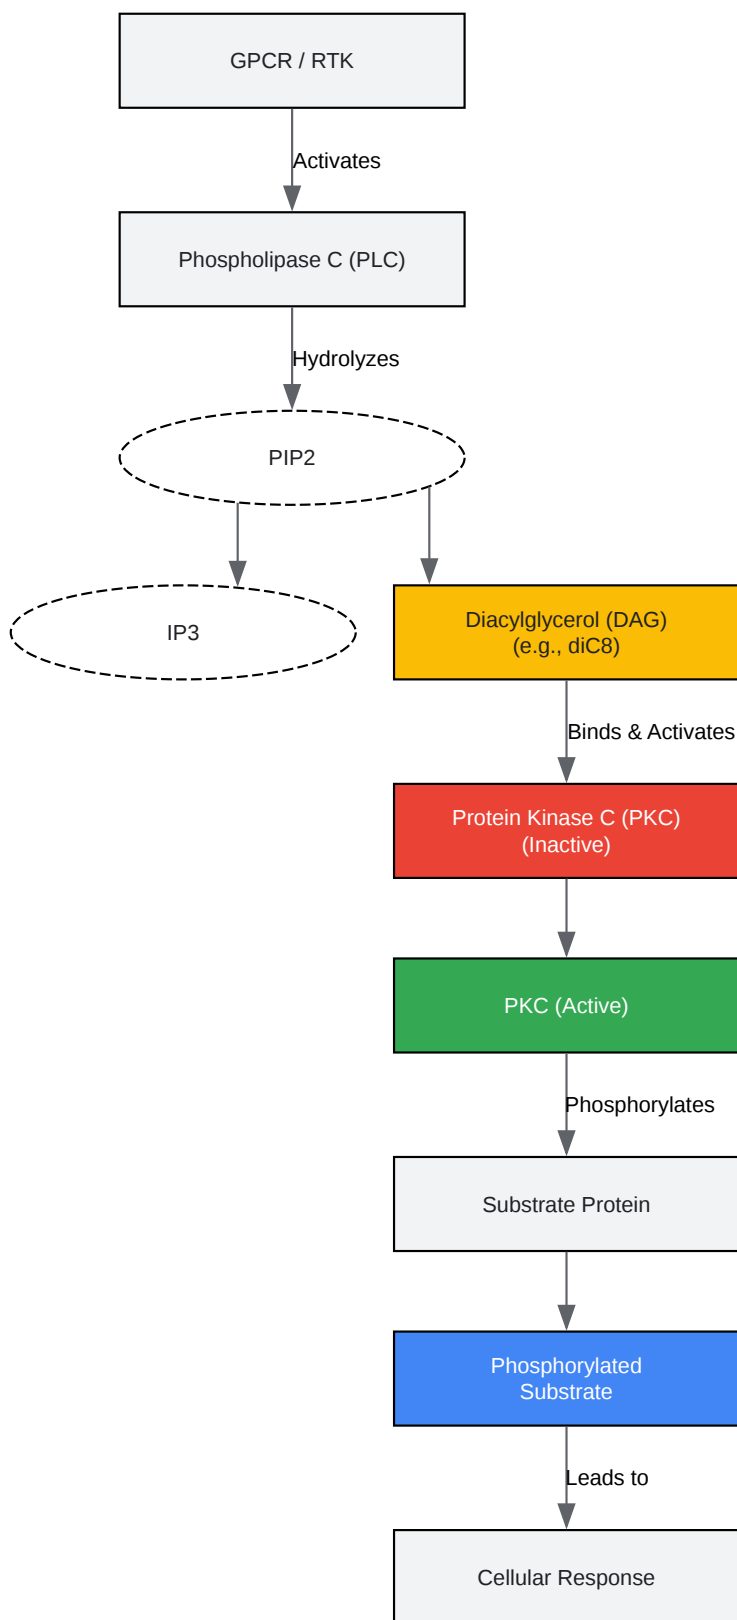 GPCR / RTK
Activates
Phospholipase C (PLC)
Hydrolyzes
PIP2
IP3
Diacylglycerol (DAG)
(e.g., diC8)
Binds & Activates
Protein Kinase C (PKC)
(Inactive)
PKC (Active)
Phosphorylates
Substrate Protein
Phosphorylated
Substrate
Leads to
Cellular Response